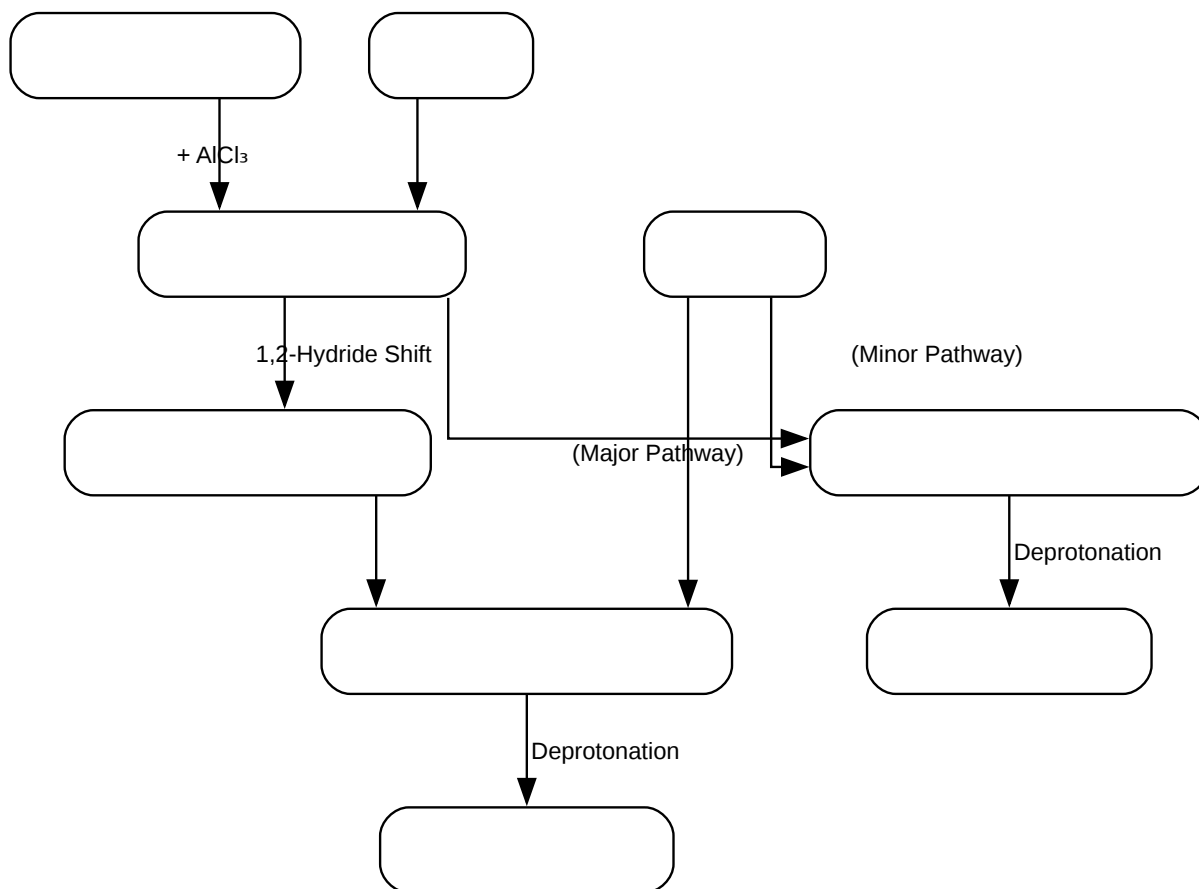 + AlCl₃
1,2-Hydride Shift
(Minor Pathway)
(Major Pathway)
Deprotonation
Deprotonation